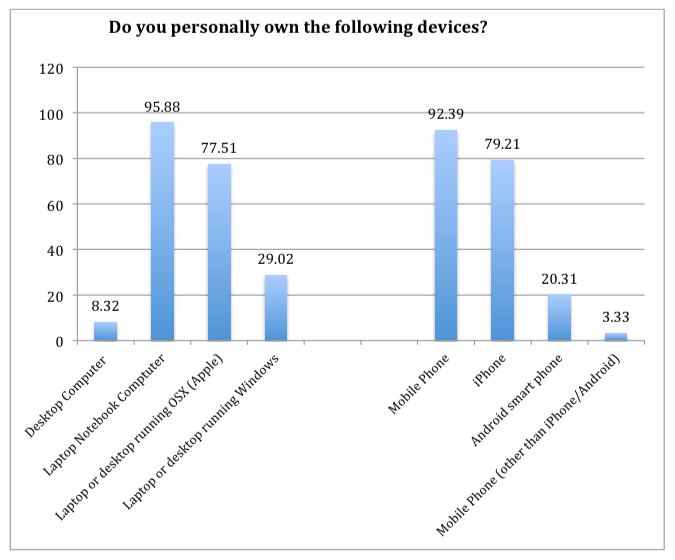 Do you personally own the following devices?
120
100
80
60
40
20
0
95.88
77.51
29.02
8.32
92.39
79.21
20.31
3.33
Desktop Computer
Laptop Notebook Comptuter
Laptop or desktop running OSX (Apple)
Laptop or desktop running Windows
Mobile Phone
iPhone
Android smart phone
Mobile Phone (other than iPhone/Android)